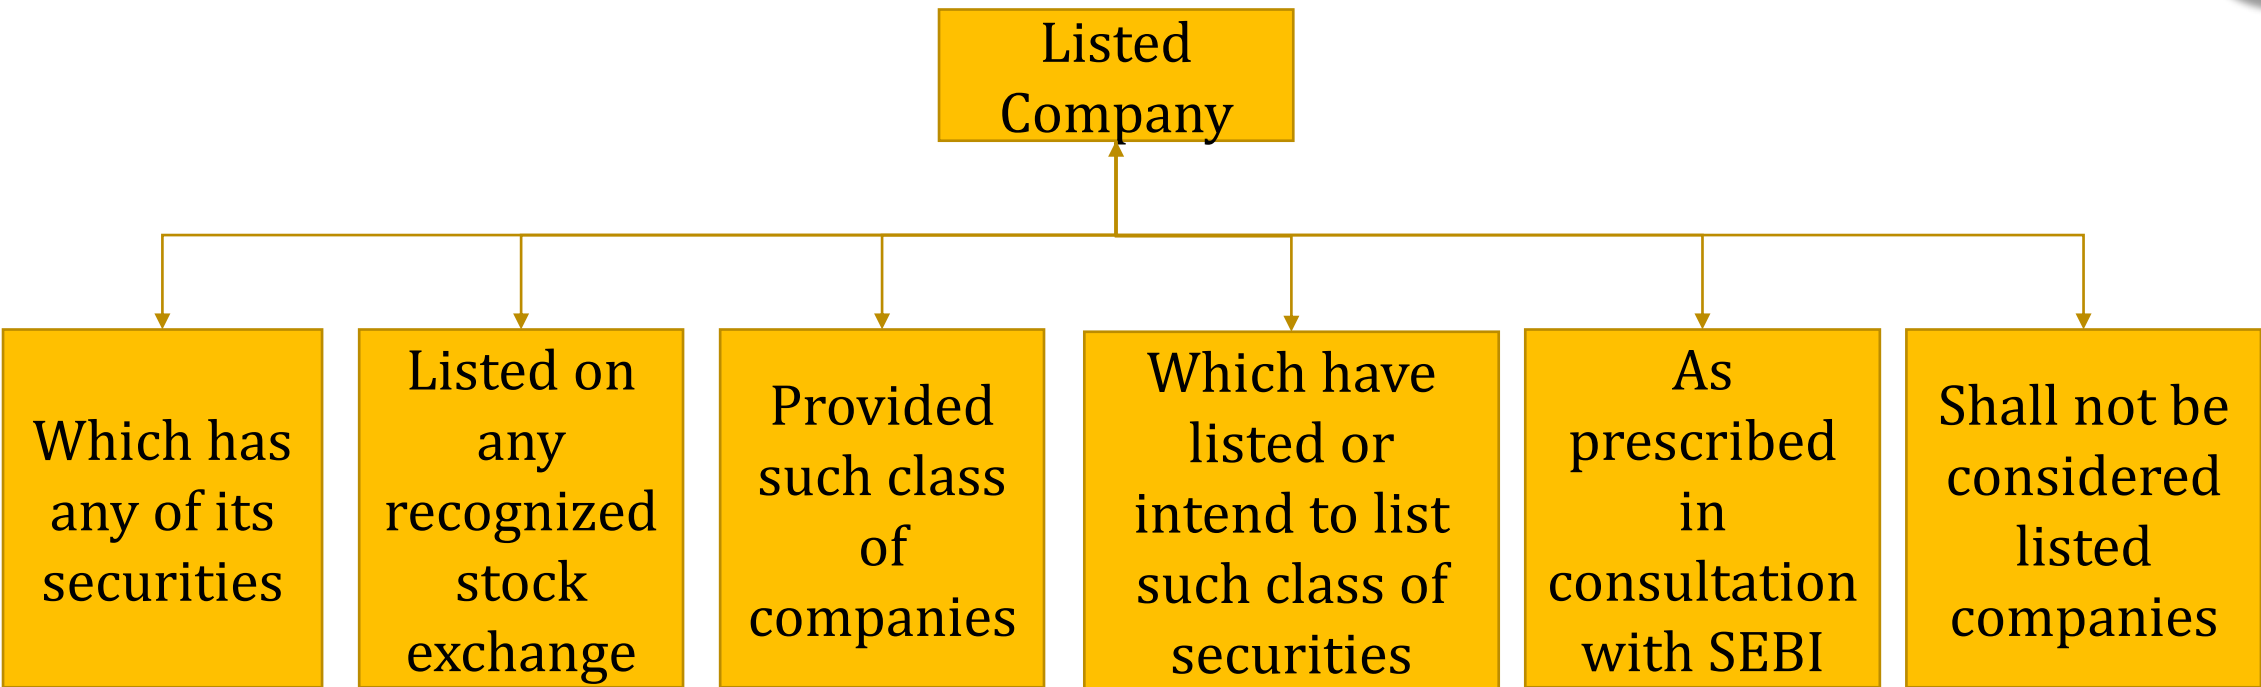 Listed
Company
Which has
any of its
securities
Listed on
any
recognized
stock
exchange
Provided
such class
of
companies
Which have
listed or
intend to list
such class of
securities
As
prescribed
in
consultation
with SEBI
Shall not be
considered
listed
companies